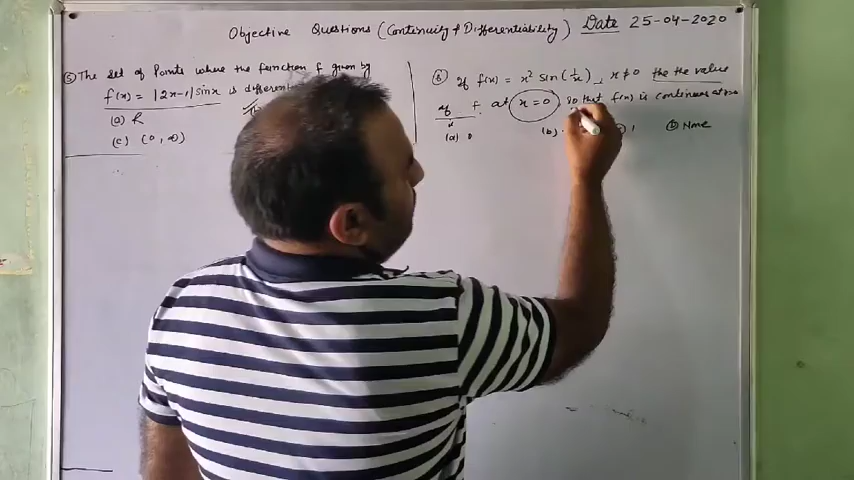 Objective Questions (Continuity & Differentiability) Date 25-04-2020
⑤ The set of Points where the function f given by
f(x) = |2x-1| sinx is differen
(a) R
(c) (0, ∞)
⑥ If f(x) = x² sin(1/x), x≠0 the the value
of f at x=0 so that f(x) is continuous at x=0
(a) 0 (b) 1 (D) None